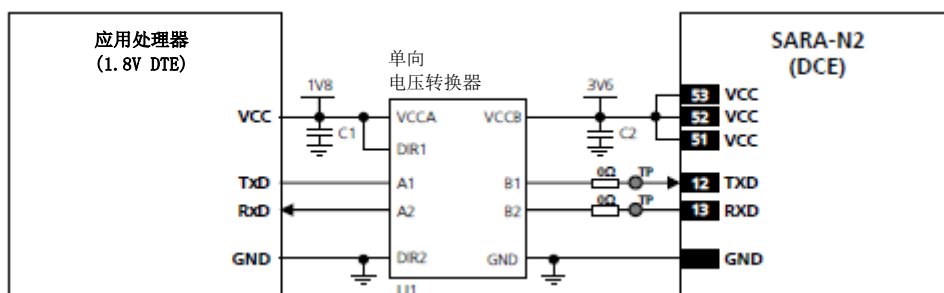 应用处理器
(1.8V DTE)
SARA-N2
(DCE)
单向
电压转换器
1V8
3V6
VCC
VCCA
VCCB
53 VCC
52 VCC
51 VCC
C1
C2
DIR1
0Ω
TP
TxD
A1
B1
12 TXD
0Ω
TP
RxD
A2
B2
13 RXD
GND
DIR2
GND
GND
U1